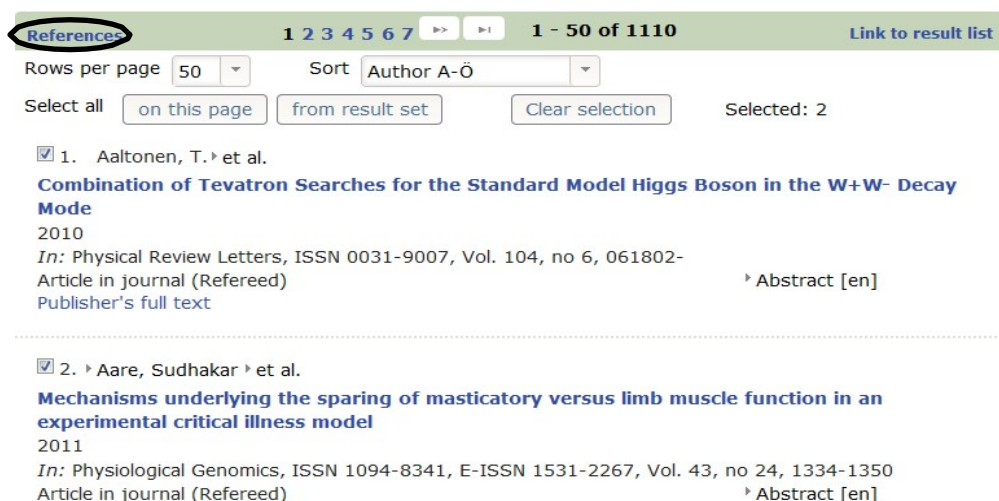 References 1 2 3 4 5 6 7 1 - 50 of 1110 Link to result list
Rows per page 50 Sort Author A-Ö
Select all on this page from result set Clear selection Selected: 2
1. Aaltonen, T. et al.
Combination of Tevatron Searches for the Standard Model Higgs Boson in the W+W- Decay
Mode
2010
In: Physical Review Letters, ISSN 0031-9007, Vol. 104, no 6, 061802-
Article in journal (Refereed) Abstract [en]
Publisher's full text
2. Aare, Sudhakar et al.
Mechanisms underlying the sparing of masticatory versus limb muscle function in an
experimental critical illness model
2011
In: Physiological Genomics, ISSN 1094-8341, E-ISSN 1531-2267, Vol. 43, no 24, 1334-1350
Article in journal (Refereed) Abstract [en]